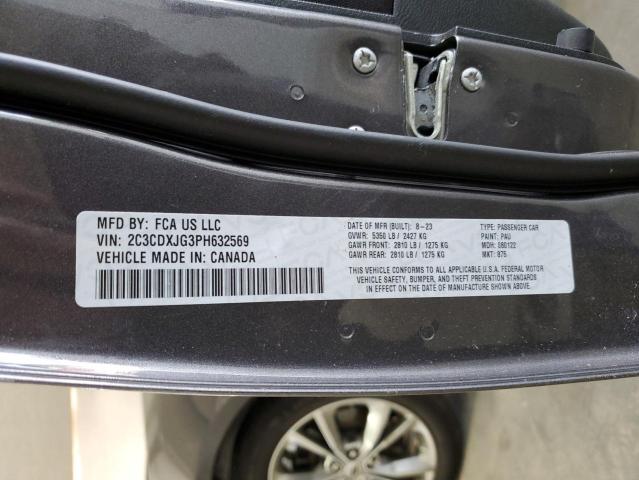 MFD BY: FCA US LLC
VIN: 2C3CDXJG3PH632569
VEHICLE MADE IN: CANADA
DATE OF MFR (BUILT): 8-23
GVWR: 5350 LB / 2427 KG
GAWR FRONT: 2810 LB / 1275 KG
GAWR REAR: 2810 LB / 1275 KG
TYPE: PASSENGER CAR
PAINT: PAU
MDH: 080122
MKT: 875
THIS VEHICLE CONFORMS TO ALL APPLICABLE U.S.A. FEDERAL MOTOR
VEHICLE SAFETY, BUMPER, AND THEFT PREVENTION STANDARDS
IN EFFECT ON THE DATE OF MANUFACTURE SHOWN ABOVE.